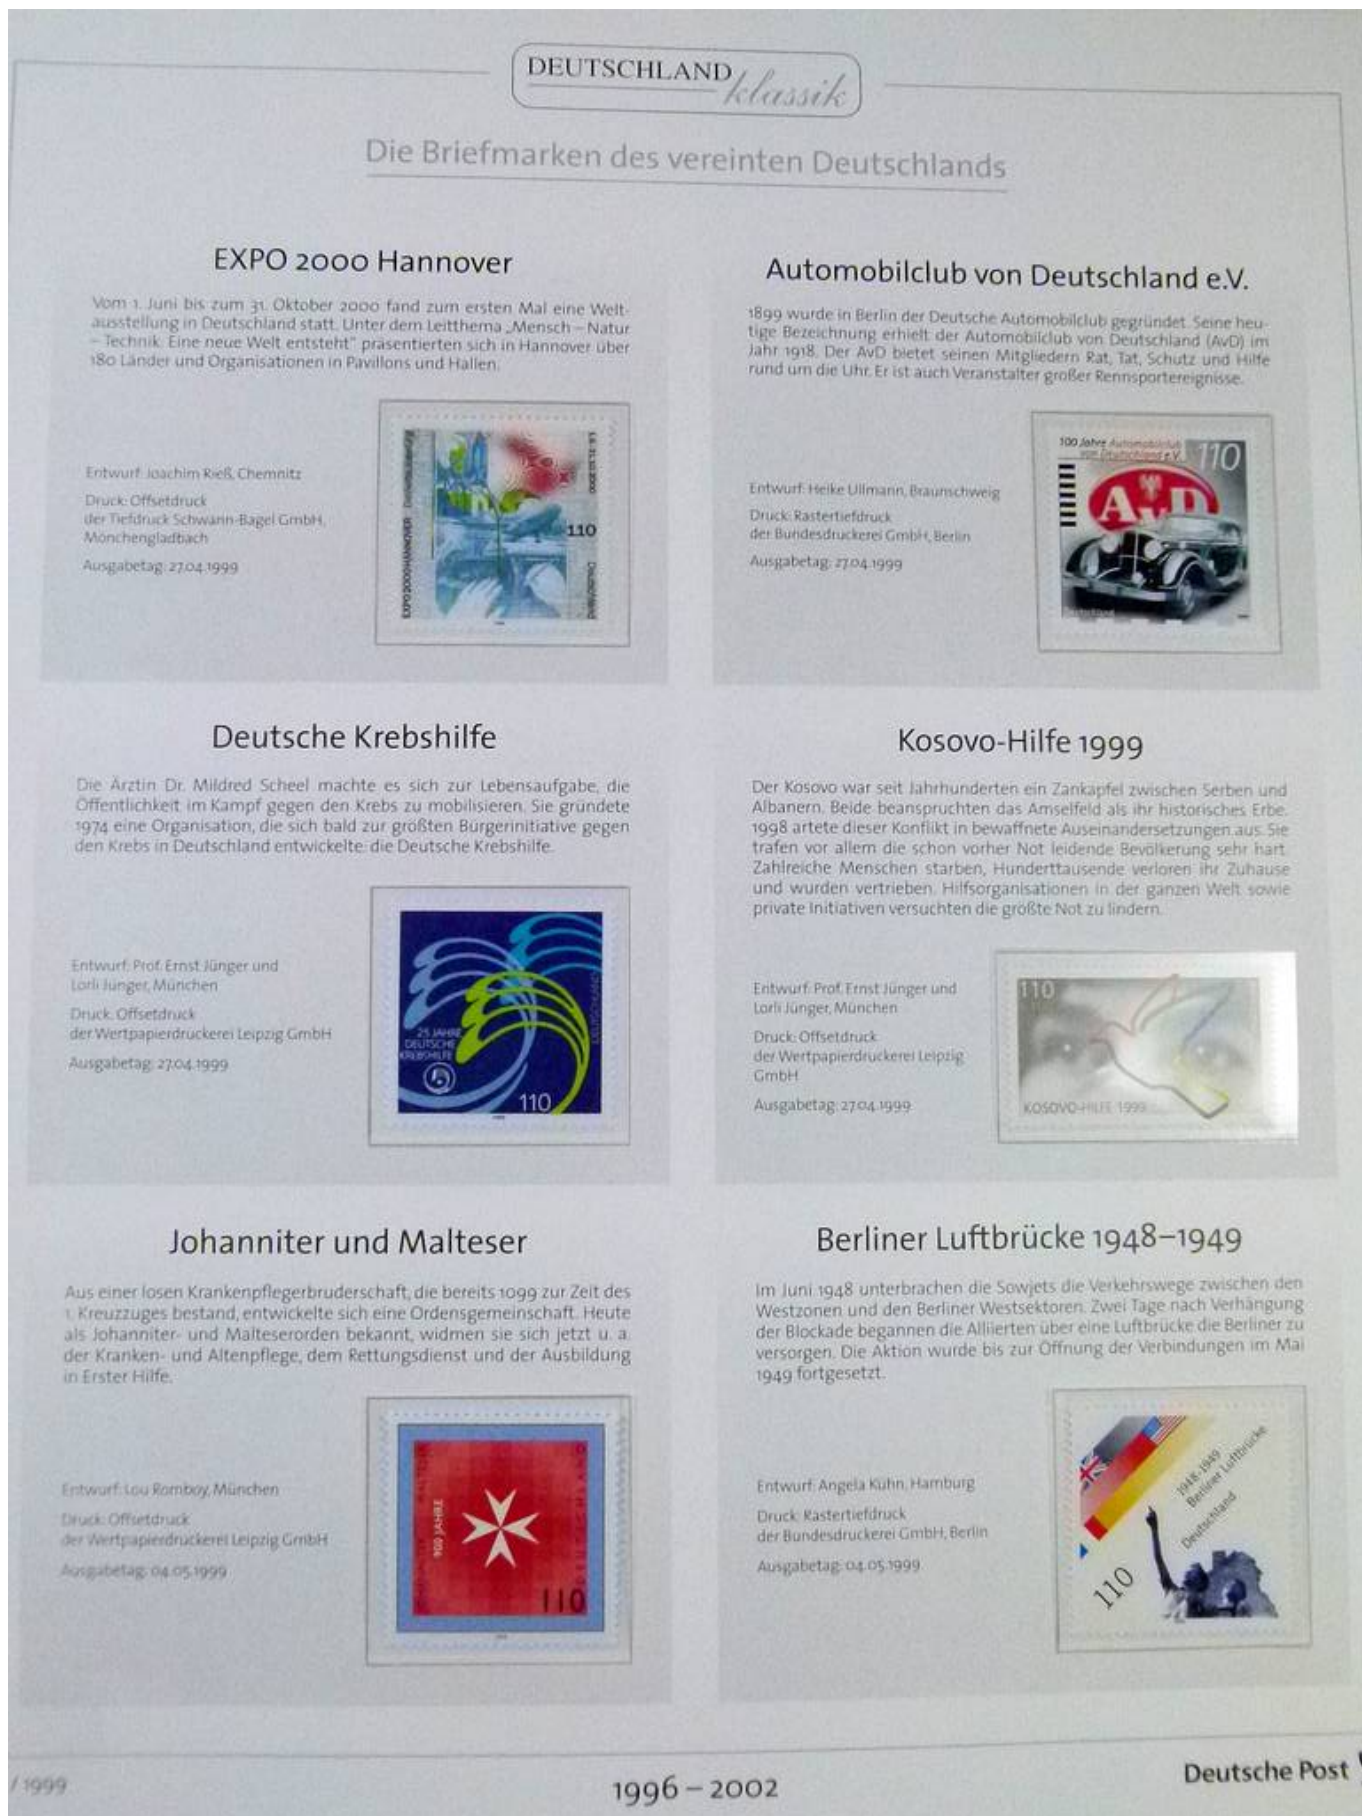 DEUTSCHLAND
klassik
Die Briefmarken des vereinten Deutschlands
EXPO 2000 Hannover
Vom 1. Juni bis zum 31. Oktober 2000 fand zum ersten Mal eine Welt-
ausstellung in Deutschland statt. Unter dem Leitthema „Mensch – Natur
– Technik. Eine neue Welt entsteht“ präsentierten sich in Hannover über
180 Länder und Organisationen in Pavillons und Hallen.
Entwurf: Joachim Rieß, Chemnitz
Druck: Offsetdruck
der Tiefdruck Schwann-Bagel GmbH,
Mönchengladbach
Ausgabetag: 27.04.1999
EXPO 2000 HANNOVER
110
Deutschland
Automobilclub von Deutschland e.V.
1899 wurde in Berlin der Deutsche Automobilclub gegründet. Seine heu-
tige Bezeichnung erhielt der Automobilclub von Deutschland (AvD) im
Jahr 1918. Der AvD bietet seinen Mitgliedern Rat, Tat, Schutz und Hilfe
rund um die Uhr. Er ist auch Veranstalter großer Rennsportereignisse.
Entwurf: Heike Ullmann, Braunschweig
Druck: Rastertiefdruck
der Bundesdruckerei GmbH, Berlin
Ausgabetag: 27.04.1999
100 Jahre Automobilclub
von Deutschland e.V.
110
AvD
Deutschland
Deutsche Krebshilfe
Die Ärztin Dr. Mildred Scheel machte es sich zur Lebensaufgabe, die
Öffentlichkeit im Kampf gegen den Krebs zu mobilisieren. Sie gründete
1974 eine Organisation, die sich bald zur größten Bürgerinitiative gegen
den Krebs in Deutschland entwickelte: die Deutsche Krebshilfe.
Entwurf: Prof. Ernst Jünger und
Lorli Jünger, München
Druck: Offsetdruck
der Wertpapierdruckerei Leipzig GmbH
Ausgabetag: 27.04.1999
25 JAHRE
DEUTSCHE
KREBSHILFE
DEUTSCHLAND
110
Kosovo-Hilfe 1999
Der Kosovo war seit Jahrhunderten ein Zankapfel zwischen Serben und
Albanern. Beide beanspruchten das Amselfeld als ihr historisches Erbe.
1998 artete dieser Konflikt in bewaffnete Auseinandersetzungen aus. Sie
trafen vor allem die schon vorher Not leidende Bevölkerung sehr hart.
Zahlreiche Menschen starben, Hunderttausende verloren ihr Zuhause
und wurden vertrieben. Hilfsorganisationen in der ganzen Welt sowie
private Initiativen versuchten die größte Not zu lindern.
Entwurf: Prof. Ernst Jünger und
Lorli Jünger, München
Druck: Offsetdruck
der Wertpapierdruckerei Leipzig
GmbH
Ausgabetag: 27.04.1999
110
KOSOVO-HILFE 1999
Johanniter und Malteser
Aus einer losen Krankenpflegerbruderschaft, die bereits 1099 zur Zeit des
1. Kreuzzuges bestand, entwickelte sich eine Ordensgemeinschaft. Heute
als Johanniter- und Malteserorden bekannt, widmen sie sich jetzt u. a.
der Kranken- und Altenpflege, dem Rettungsdienst und der Ausbildung
in Erster Hilfe.
Entwurf: Lou Romboy, München
Druck: Offsetdruck
der Wertpapierdruckerei Leipzig GmbH
Ausgabetag: 04.05.1999
900 JAHRE
110
Berliner Luftbrücke 1948–1949
Im Juni 1948 unterbrachen die Sowjets die Verkehrswege zwischen den
Westzonen und den Berliner Westsektoren. Zwei Tage nach Verhängung
der Blockade begannen die Alliierten über eine Luftbrücke die Berliner zu
versorgen. Die Aktion wurde bis zur Öffnung der Verbindungen im Mai
1949 fortgesetzt.
Entwurf: Angela Kühn, Hamburg
Druck: Rastertiefdruck
der Bundesdruckerei GmbH, Berlin
Ausgabetag: 04.05.1999
1948-1949
Berliner Luftbrücke
Deutschland
110
/ 1999
1996 – 2002
Deutsche Post